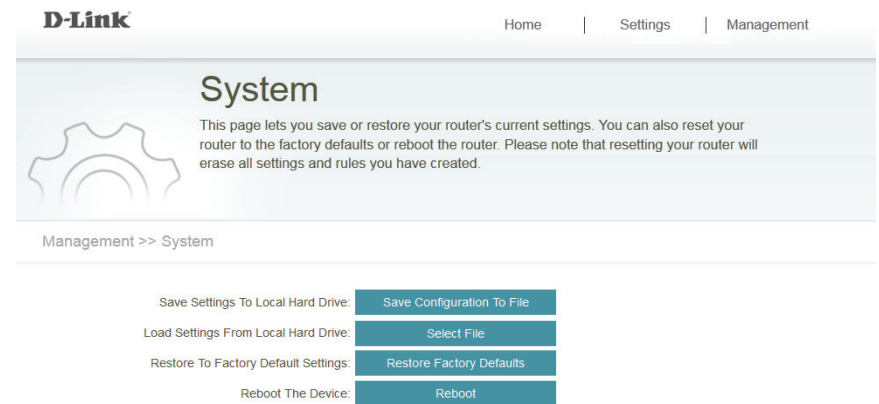 D-Link
Home | Settings | Management
System
This page lets you save or restore your router's current settings. You can also reset your
router to the factory defaults or reboot the router. Please note that resetting your router will
erase all settings and rules you have created.
Management >> System
Save Settings To Local Hard Drive: Save Configuration To File
Load Settings From Local Hard Drive: Select File
Restore To Factory Default Settings: Restore Factory Defaults
Reboot The Device: Reboot